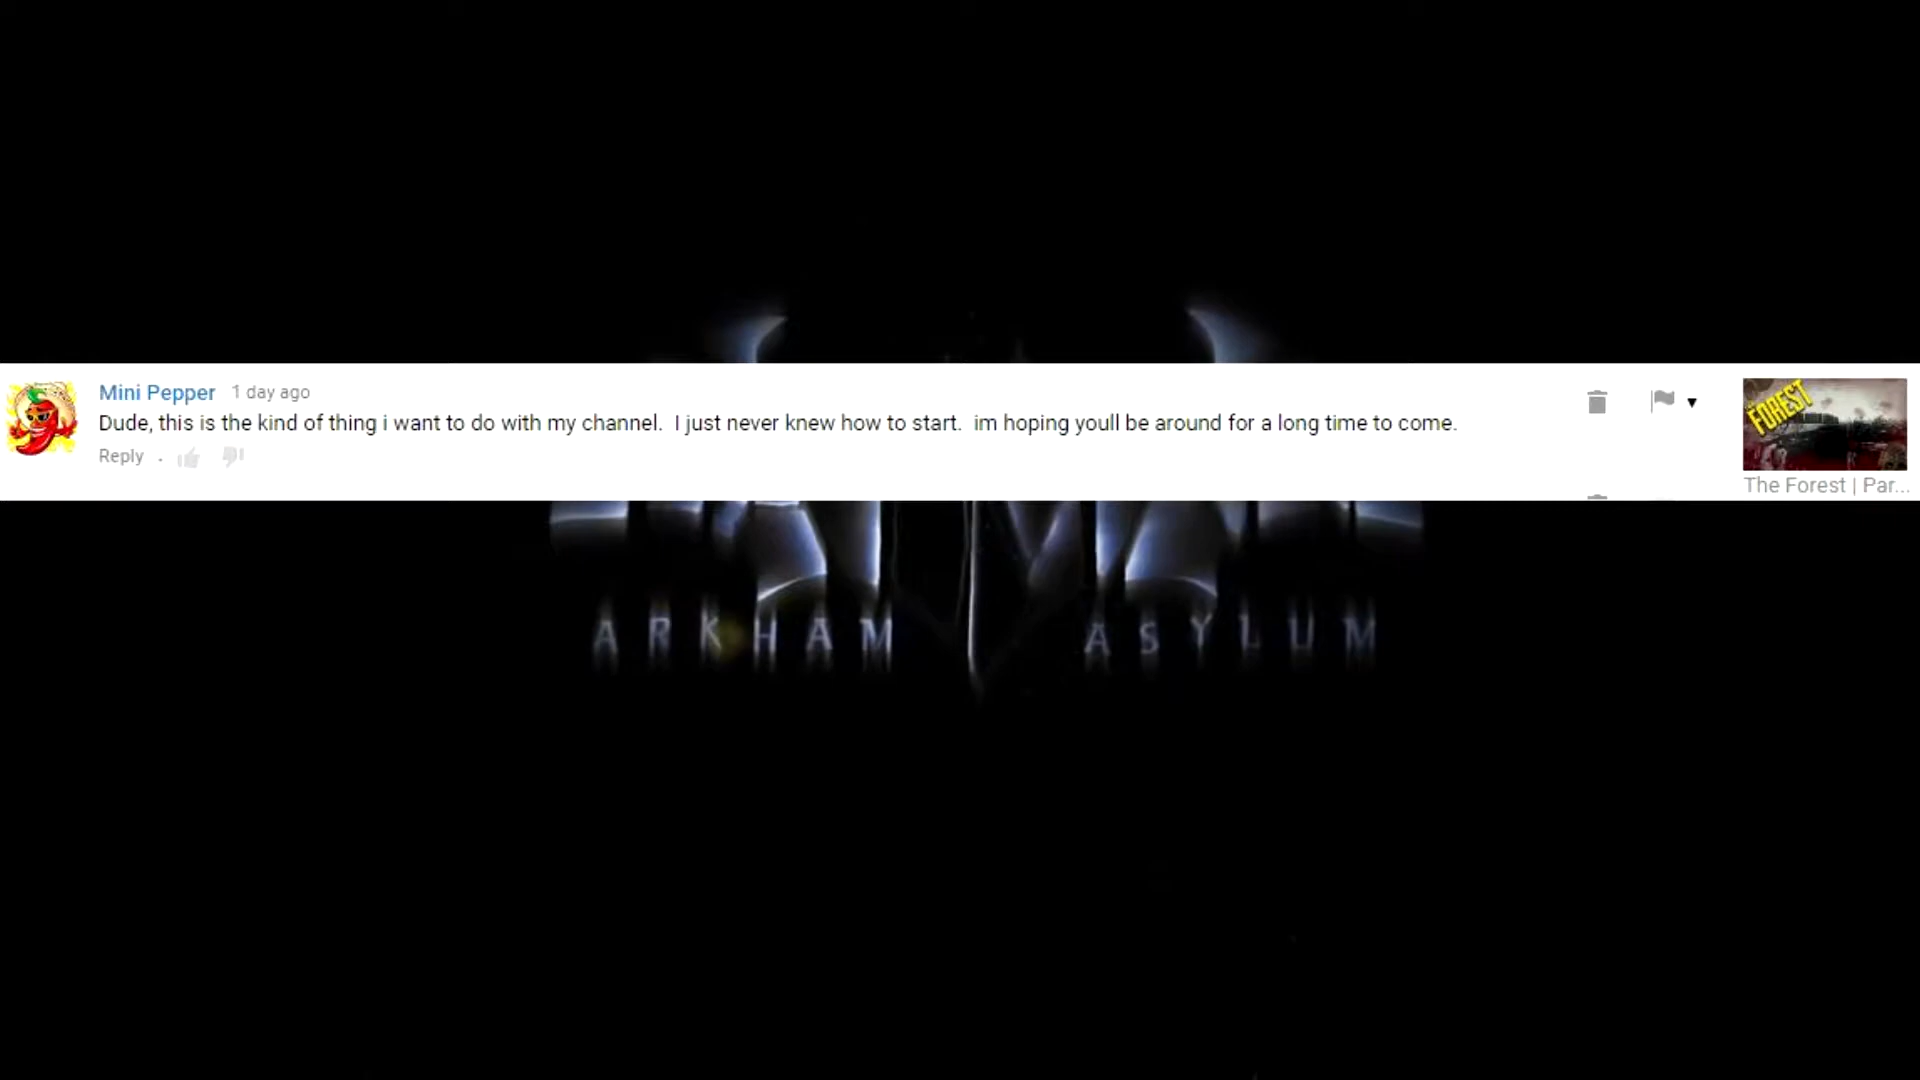 Mini Pepper 1 day ago
Dude, this is the kind of thing i want to do with my channel.  I just never knew how to start.  im hoping youll be around for a long time to come.
Reply .
FOREST
The Forest | Par...
ARKHAM ASYLUM